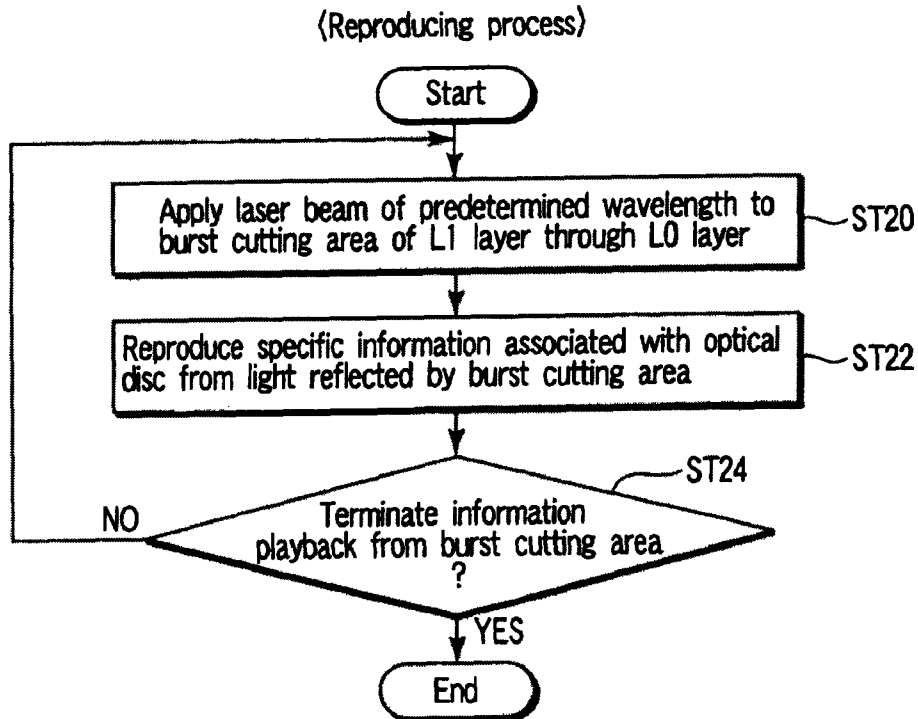 ⟨Reproducing process⟩
Start
Apply laser beam of predetermined wavelength to
burst cutting area of L1 layer through L0 layer
ST20
Reproduce specific information associated with optical
disc from light reflected by burst cutting area
ST22
ST24
NO
Terminate information
playback from burst cutting area
?
YES
End